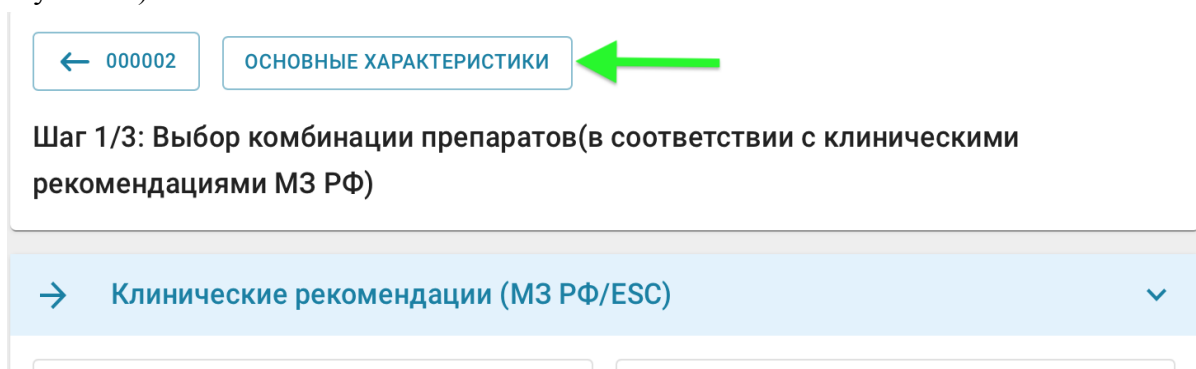 ← 000002 ОСНОВНЫЕ ХАРАКТЕРИСТИКИ
Шаг 1/3: Выбор комбинации препаратов(в соответствии с клиническими
рекомендациями МЗ РФ)
→ Клинические рекомендации (МЗ РФ/ESC)